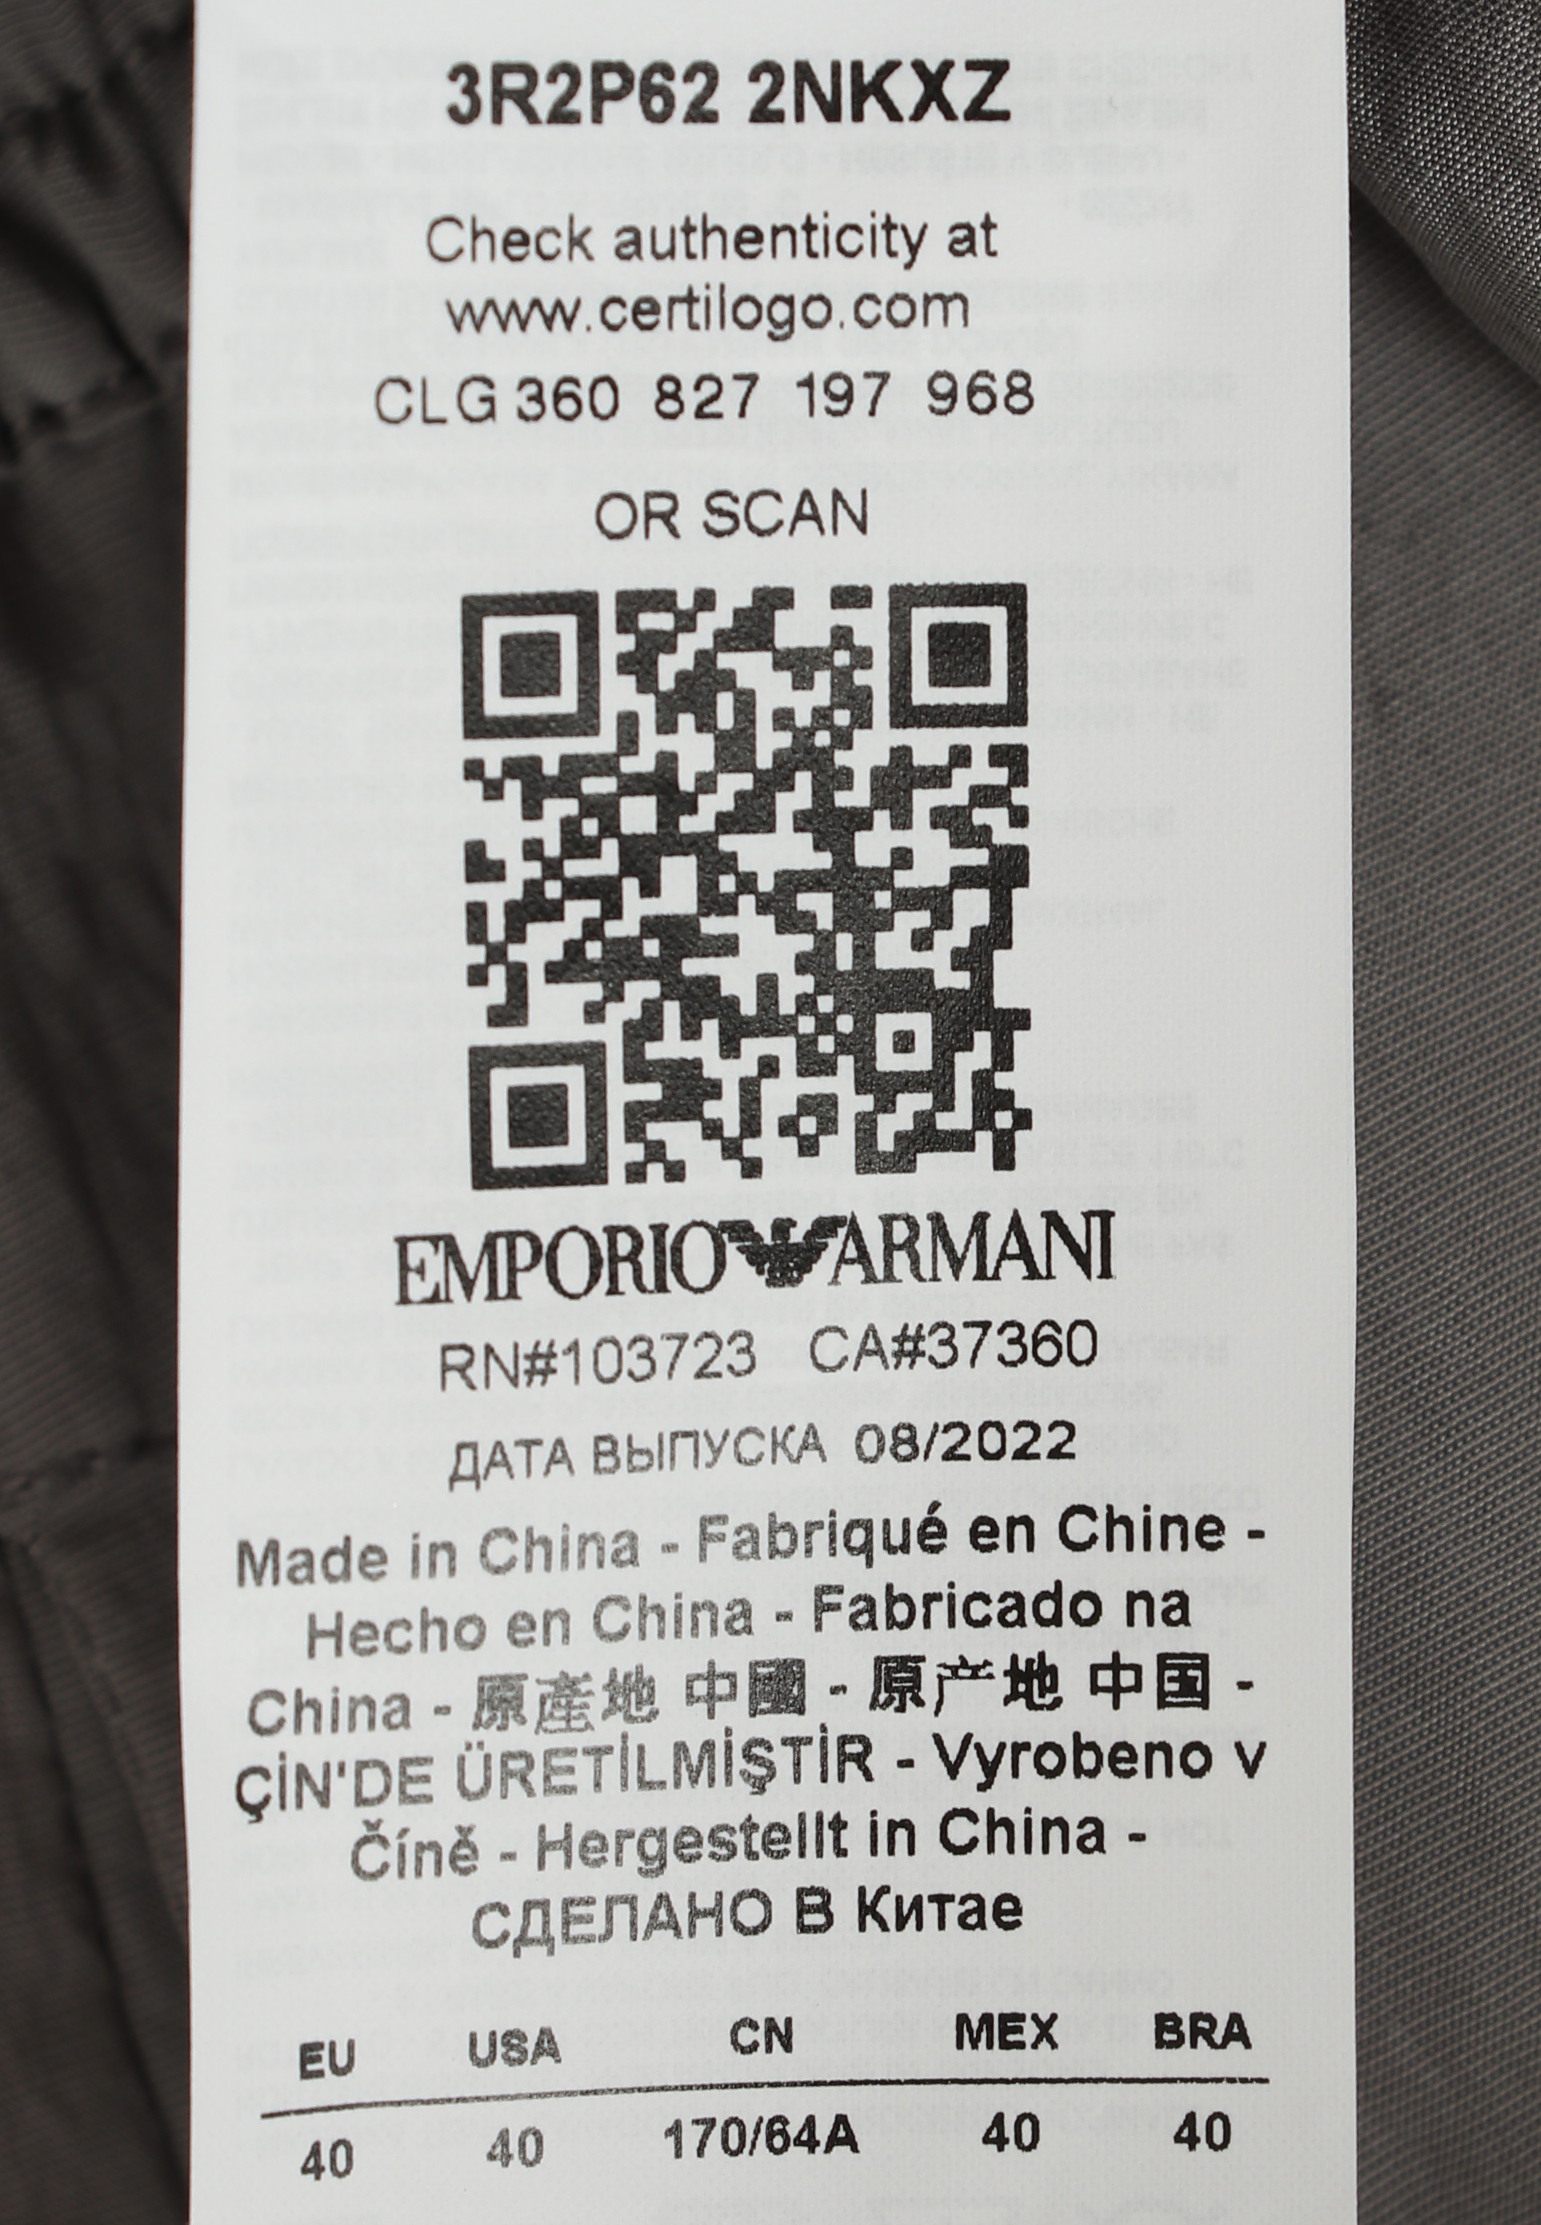 3R2P62 2NKXZ
Check authenticity at
www.certilogo.com
CLG 360 827 197 968
OR SCAN
EMPORIO ARMANI
RN#103723 CA#37360
ДАТА ВЫПУСКА 08/2022
Made in China - Fabriqué en Chine -
Hecho en China - Fabricado na
China - 原產地 中國 - 原产地 中国 -
ÇİN'DE ÜRETİLMİŞTİR - Vyrobeno v
Číně - Hergestellt in China -
СДЕЛАНО В Китае
EU USA CN MEX BRA
40 40 170/64A 40 40